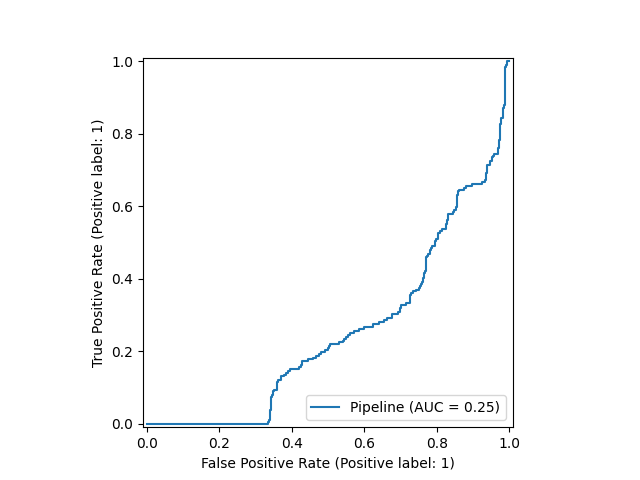 1.0
0.8
0.6
0.4
0.2
0.0
True Positive Rate (Positive label: 1)
Pipeline (AUC = 0.25)
0.0 0.2 0.4 0.6 0.8 1.0
False Positive Rate (Positive label: 1)